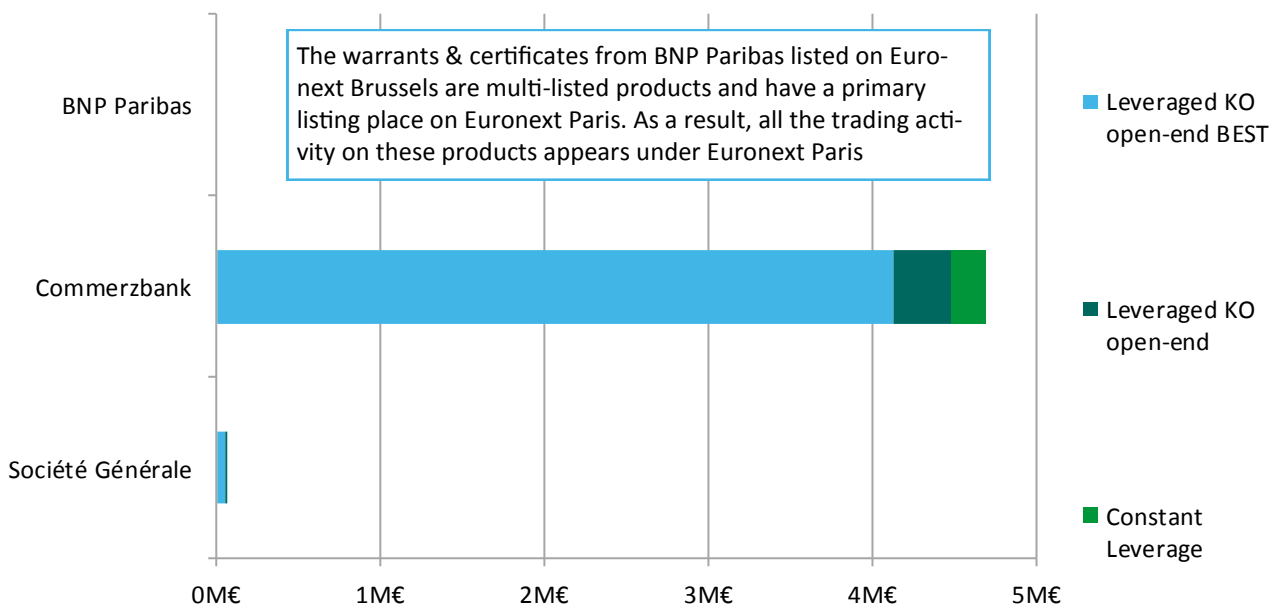 The warrants & certificates from BNP Paribas listed on Euro-
next Brussels are multi-listed products and have a primary
listing place on Euronext Paris. As a result, all the trading act-
ivity on these products appears under Euronext Paris
BNP Paribas
Commerzbank
Société Générale
0M€ 1M€ 2M€ 3M€ 4M€ 5M€
Leveraged KO
open-end BEST
Leveraged KO
open-end
Constant
Leverage